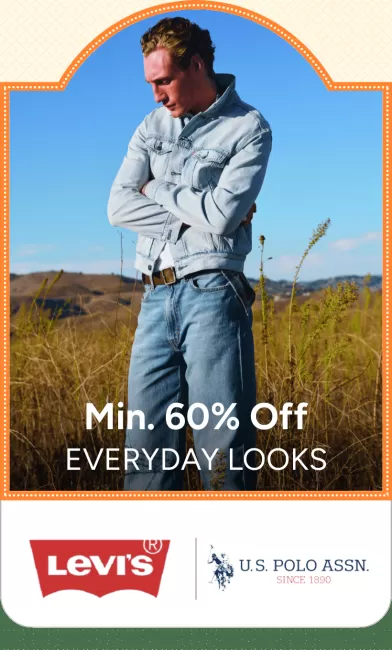 Min. 60% Off
EVERYDAY LOOKS
LEVI'S®
U.S. POLO ASSN.
SINCE 1890